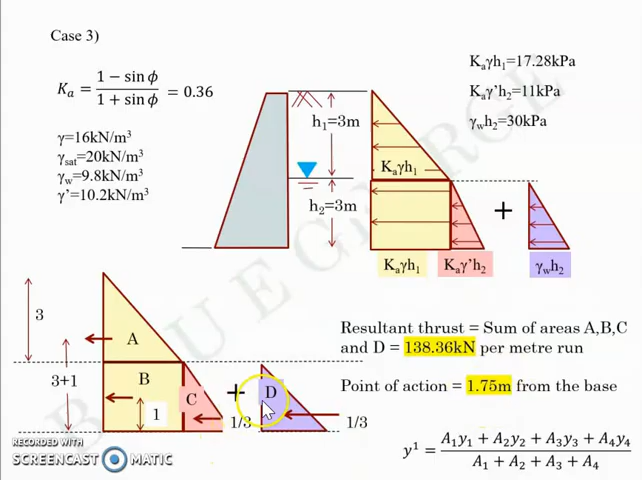 Case 3)
Kₐ = (1 − sin ϕ)/(1 + sin ϕ) = 0.36
γ=16kN/m³
γsat=20kN/m³
γw=9.8kN/m³
γ'=10.2kN/m³
Kₐγh₁=17.28kPa
Kₐγ'h₂=11kPa
γwh₂=30kPa
h₁=3m
h₂=3m
Kₐγh₁
+
Kₐγh₁
Kₐγ'h₂
γwh₂
3
3+1
A
B
C
1
1/3
+
D
1/3
Resultant thrust = Sum of areas A,B,C
and D = 138.36kN per metre run
Point of action = 1.75m from the base
y¹ = (A₁y₁ + A₂y₂ + A₃y₃ + A₄y₄)/(A₁ + A₂ + A₃ + A₄)
RECORDED WITH
SCREENCAST MATIC